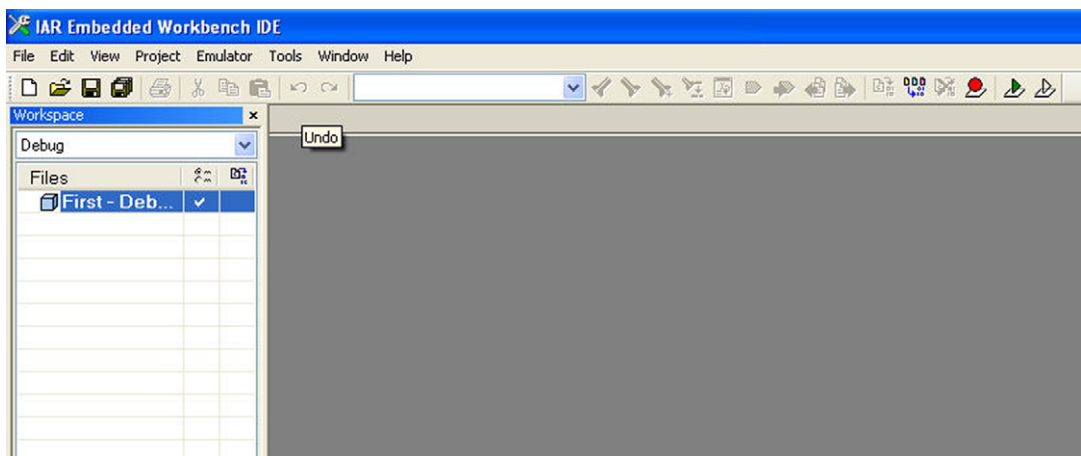 IAR Embedded Workbench IDE
File Edit View Project Emulator Tools Window Help
Workspace
Undo
Debug
Files
First - Deb...